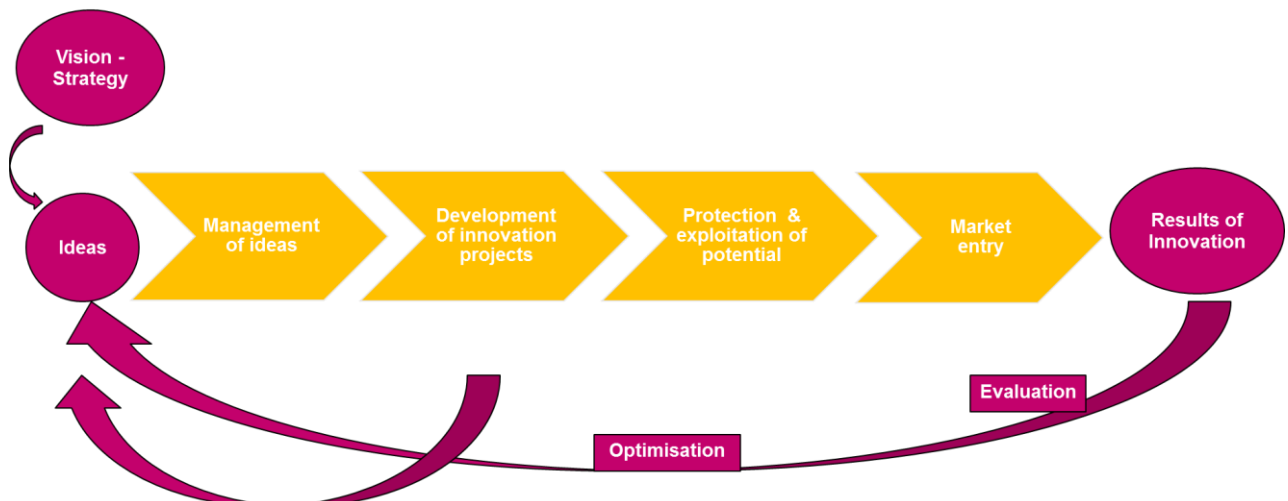 Vision -
Strategy
Ideas
Management
of ideas
Development
of innovation
projects
Protection &
exploitation of
potential
Market
entry
Results of
Innovation
Evaluation
Optimisation